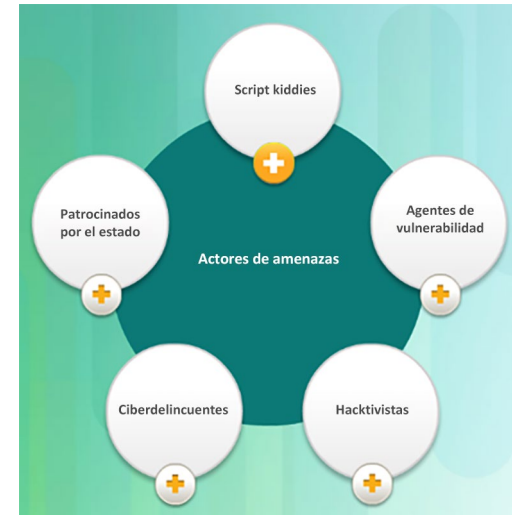 Script kiddies
Patrocinados
por el estado
Agentes de
vulnerabilidad
Actores de amenazas
Ciberdelincuentes
Hacktivistas